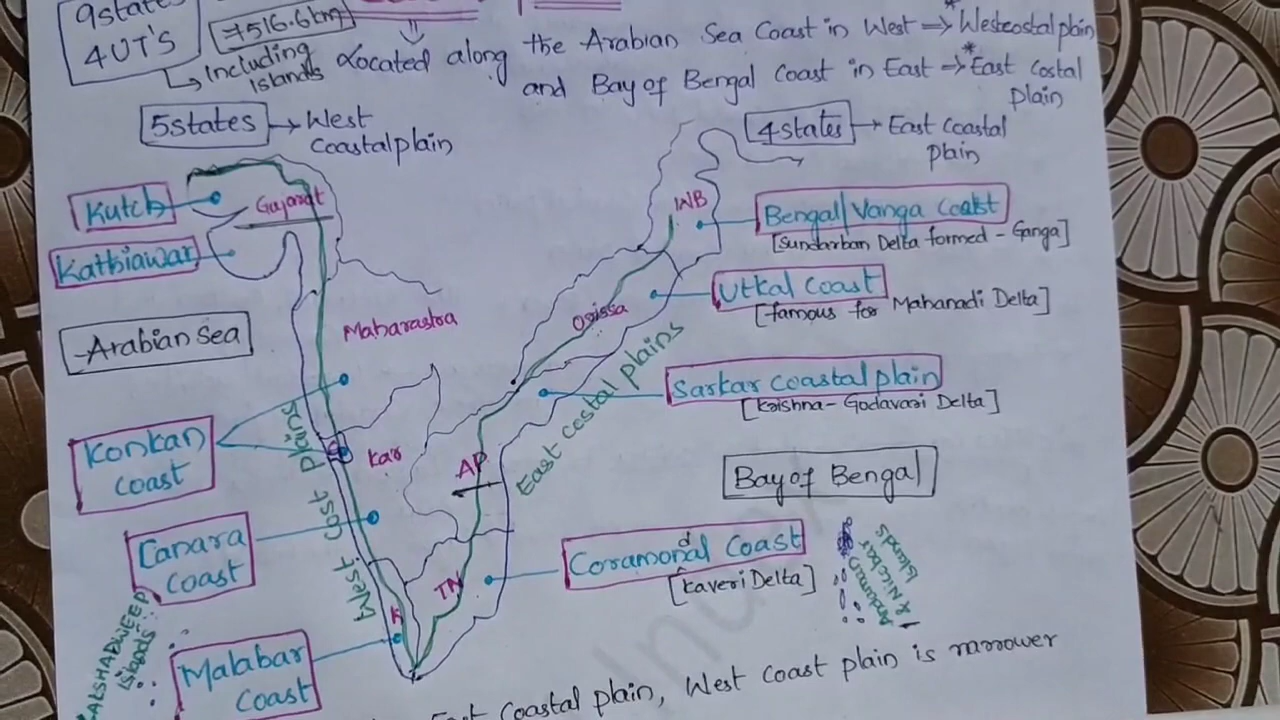 9states
4UT'S
7516.6km
Including
Islands
Located along the Arabian Sea Coast in West → Westcostal plain
and Bay of Bengal Coast in East → East Costal
plain
5states → West
Coastal plain
4states → East Coastal
plain
Kutch
Gujarat
Kathiawar
WB
Bengal/Vanga Coast
[Sundarban Delta formed - Ganga]
Utkal Coast
[famous for Mahanadi Delta]
Orissa
Maharastra
Arabian Sea
Sarkar Coastal plain
[Krishna - Godavari Delta]
East costal plains
Konkan
Coast
Kar
AP
Bay of Bengal
West Cost Plains
Canara
Coast
Coramondal Coast
[Kaveri Delta]
TN
K
Andaman
& Nicobar
Islands
LAKSHADWEEP
Islands
Malabar
Coast
East Coastal plain, West coast plain is narrower